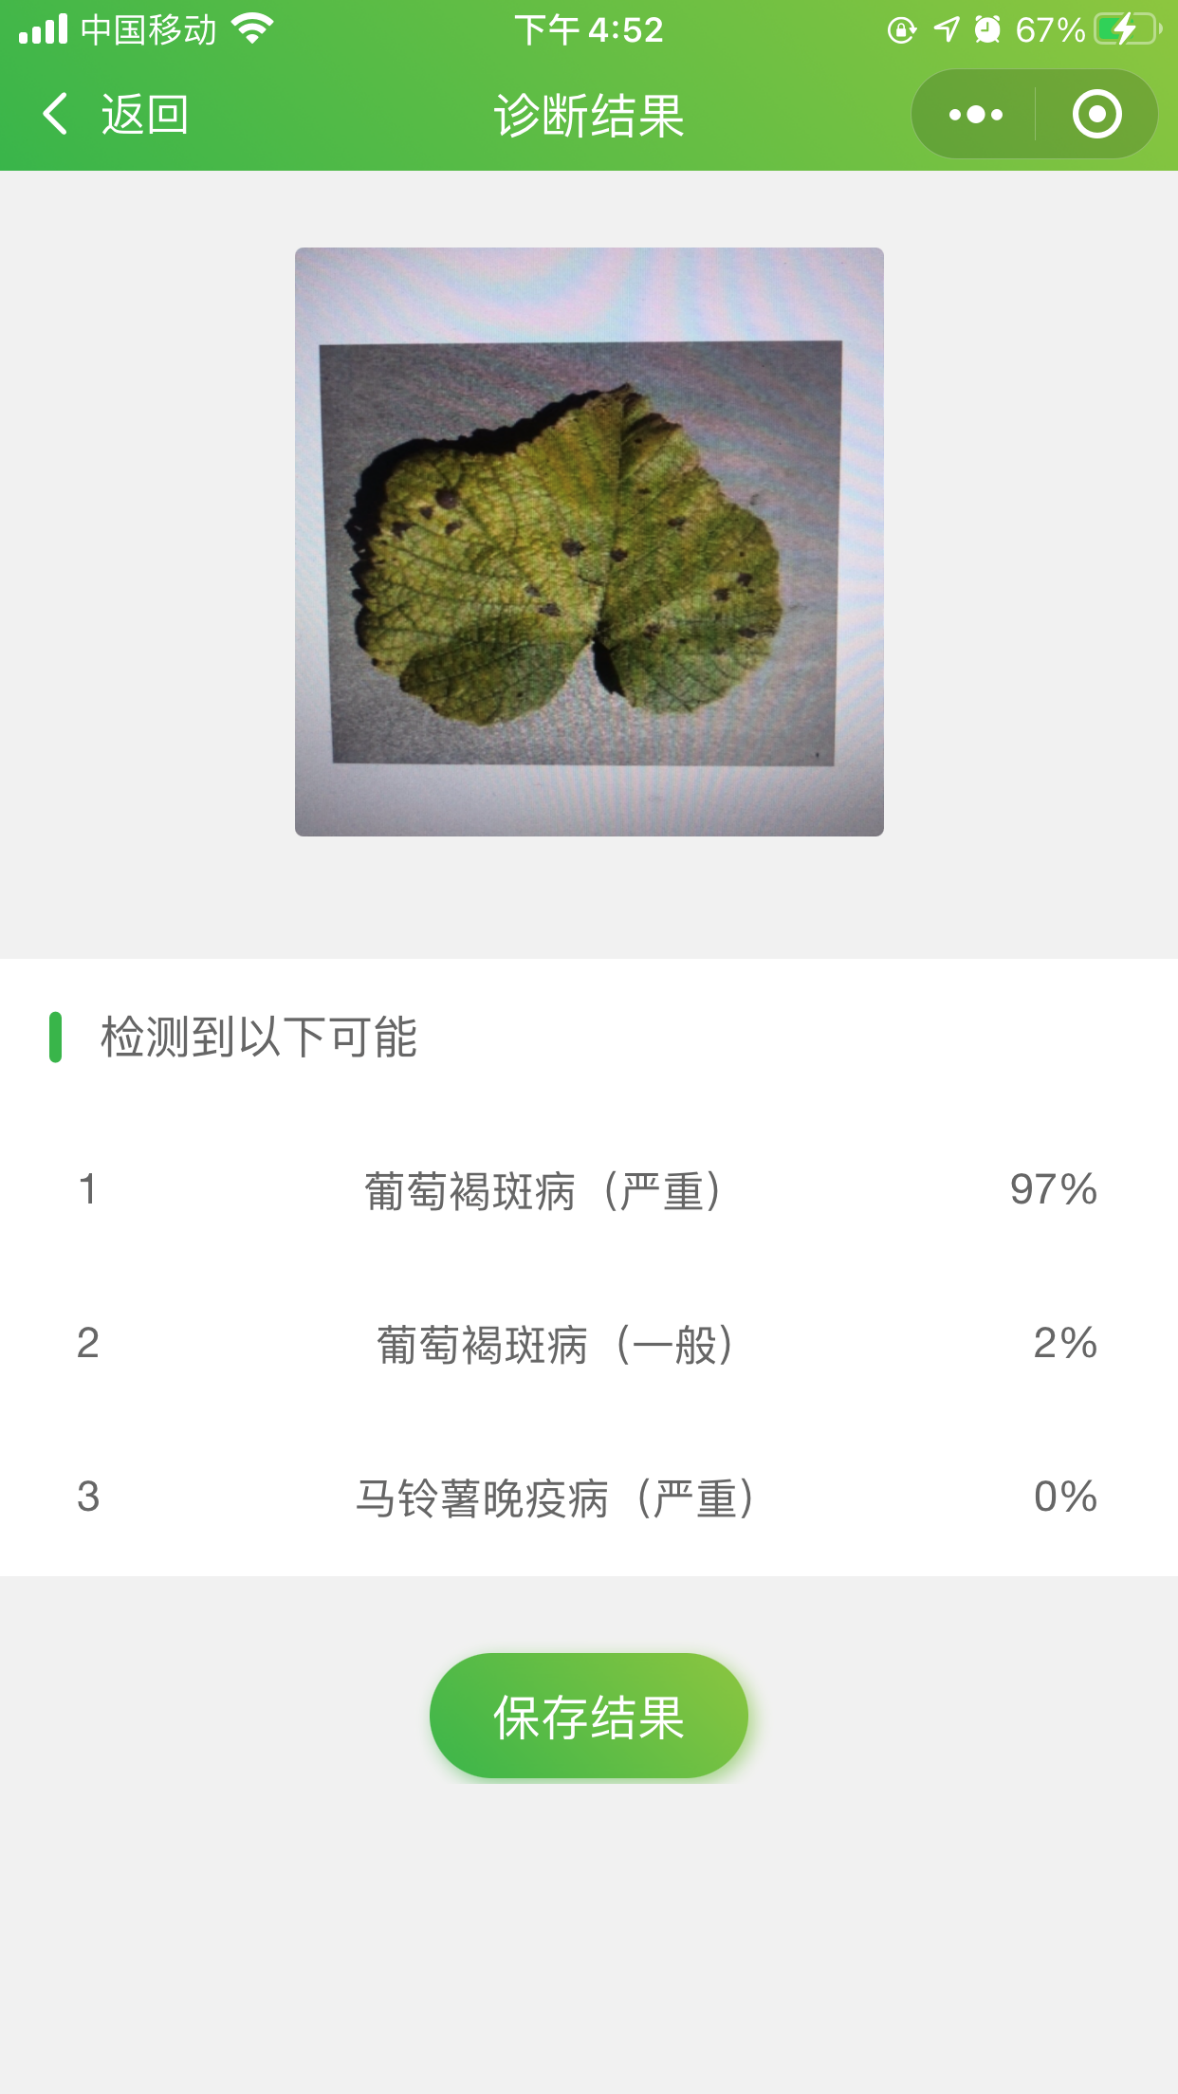 中国移动 下午4:52 67%
返回 诊断结果
检测到以下可能
1 葡萄褐斑病（严重） 97%
2 葡萄褐斑病（一般） 2%
3 马铃薯晚疫病（严重） 0%
保存结果